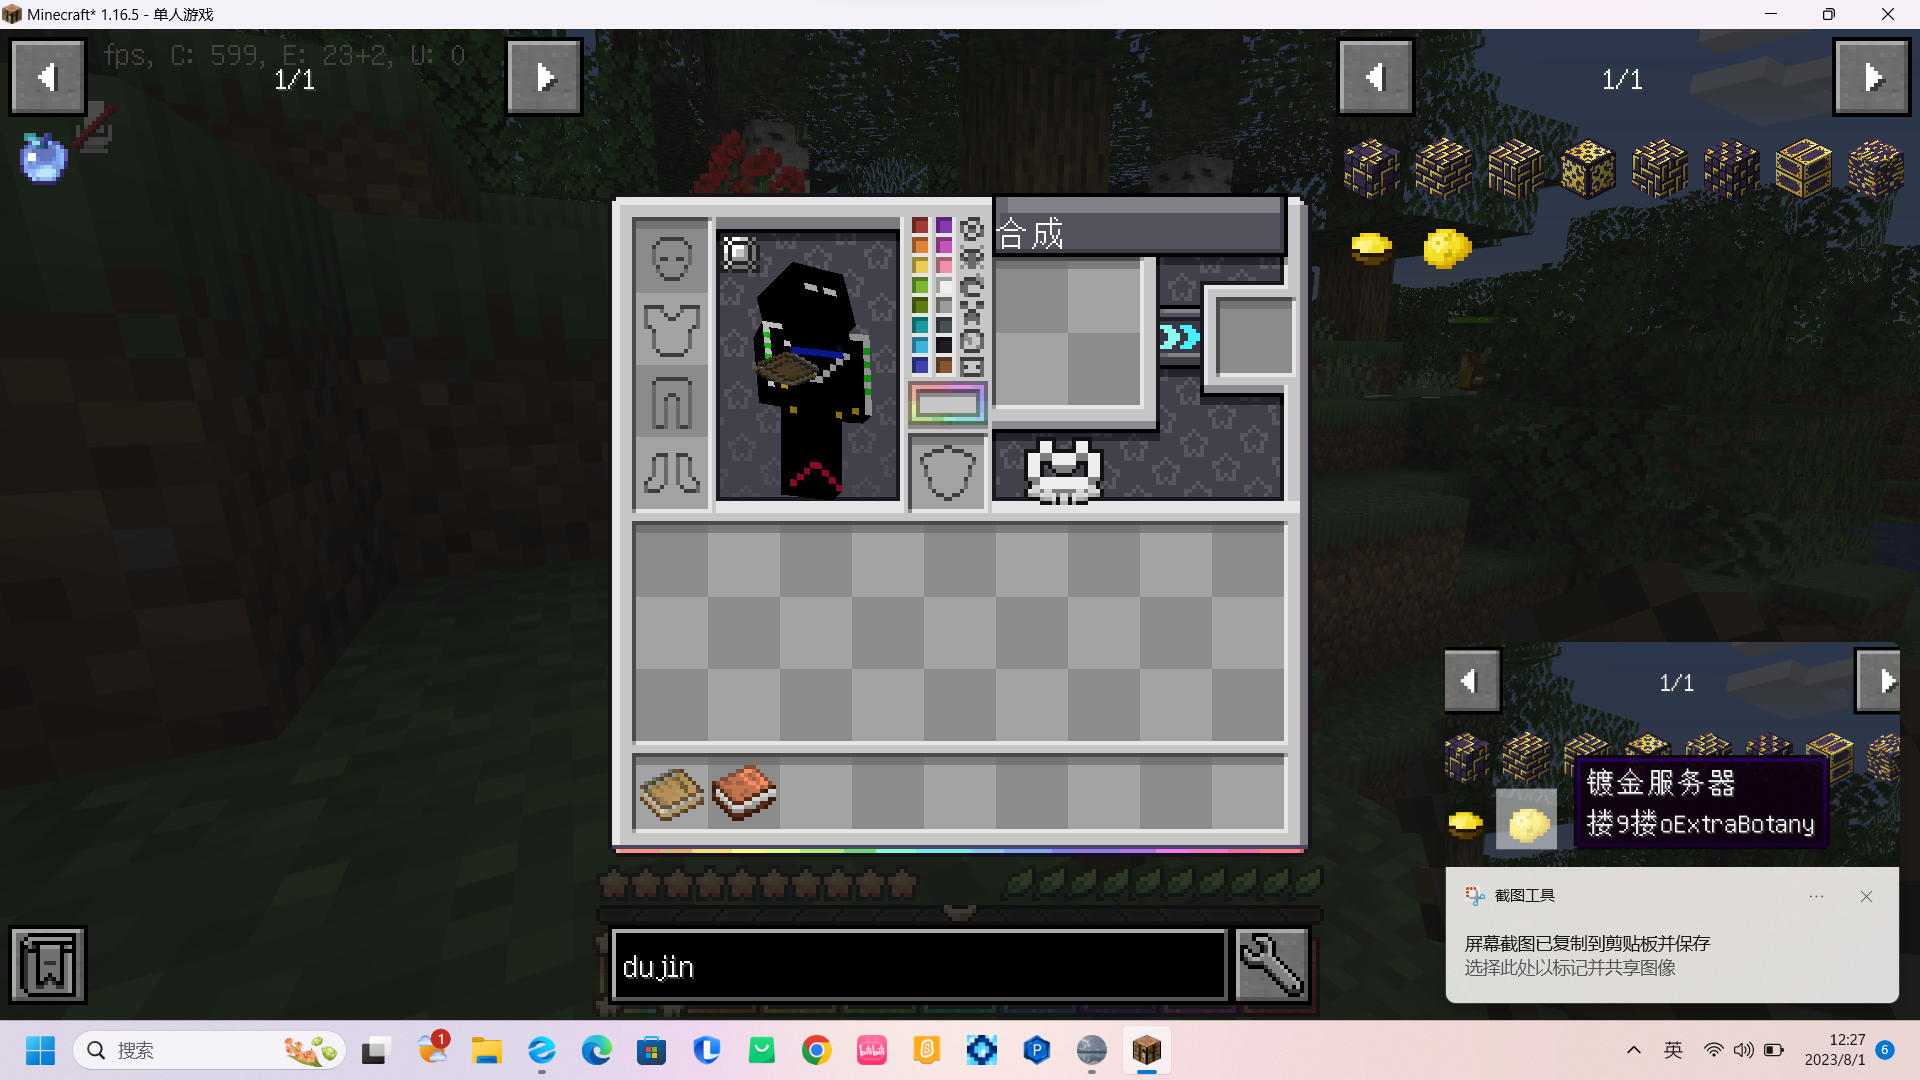 Minecraft* 1.16.5 - 单人游戏
fps, C: 599, E: 23+2, U: 0
1/1
1/1
合成
1/1
镀金服务器
搂9搂oExtraBotany
截图工具
屏幕截图已复制到剪贴板并保存
选择此处以标记并共享图像
dujin
搜索
1
bilibili
P
英
12:27
2023/8/1
6